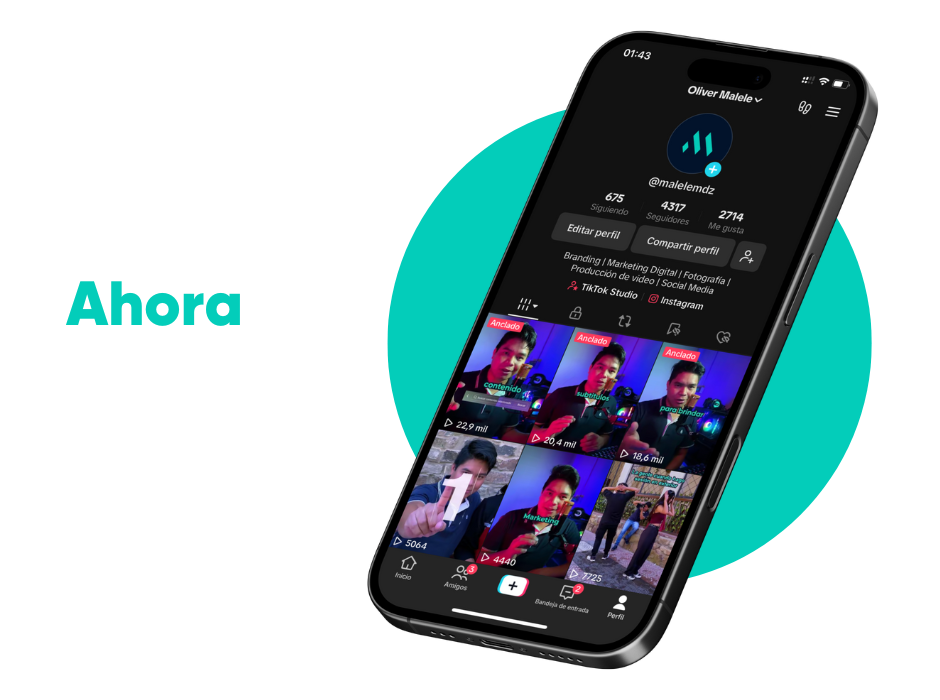 Ahora
01:43
Oliver Malele
@malelemdz
675
Siguiendo
4317
Seguidores
2714
Me gusta
Editar perfil
Compartir perfil
Branding | Marketing Digital | Fotografía |
Producción de video | Social Media
TikTok Studio
Instagram
Anclado
Anclado
Anclado
contenido
subtítulos
para brindar
22,9 mil
20,4 mil
18,6 mil
1
Marketing
5064
4440
1725
Inicio
3
Amigos
2
Bandeja de entrada
Perfil